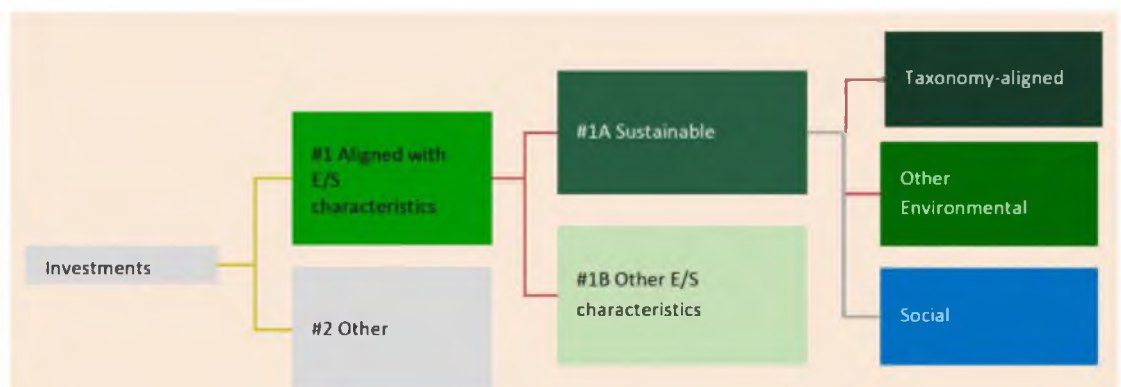 Investments
#1 Aligned with
E/S
characteristics
#2 Other
#1A Sustainable
#1B Other E/S
characteristics
Taxonomy-aligned
Other
Environmental
Social